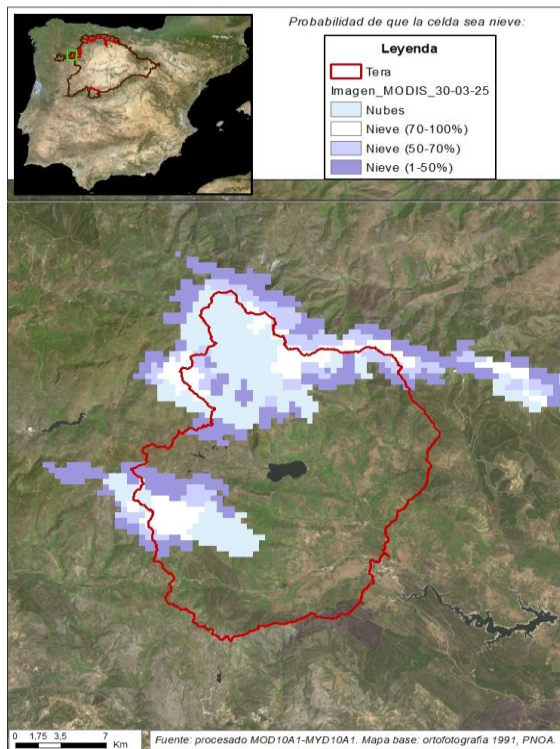 Probabilidad de que la celda sea nieve:
Leyenda
Tera
Imagen_MODIS_30-03-25
Nubes
Nieve (70-100%)
Nieve (50-70%)
Nieve (1-50%)
0 1,75 3,5 7
Km
Fuente: procesado MOD10A1-MYD10A1. Mapa base: ortofotografía 1991, PNOA